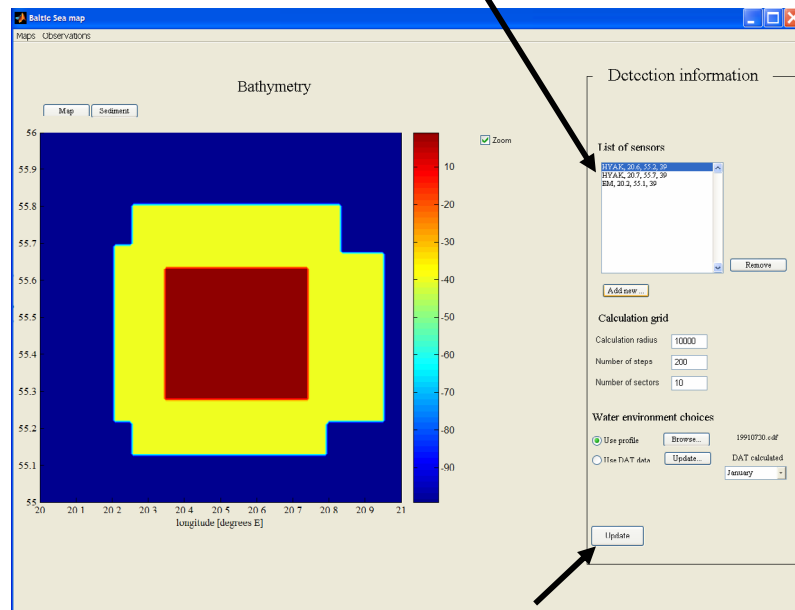 Baltic Sea map
Maps Observations
Bathymetry
Map Sediment
Zoom
56
55.9
55.8
55.7
55.6
55.5
55.4
55.3
55.2
55.1
55
20 20 1 20 2 20 3 20 4 20 5 20 6 20 7 20 8 20 9 21
longitude [degrees E]
10
-20
-30
-40
-50
-60
-70
-80
-90
Detection information
List of sensors
HYAK, 20.6, 55.2, 39
HYAK, 20.7, 55.7, 39
EM, 20.2, 55.1, 39
Remove
Add new ...
Calculation grid
Calculation radius 10000
Number of steps 200
Number of sectors 10
Water environment choices
Use profile Browse... 19910730.cdf
Use DAT data Update... DAT calculated
January
Update